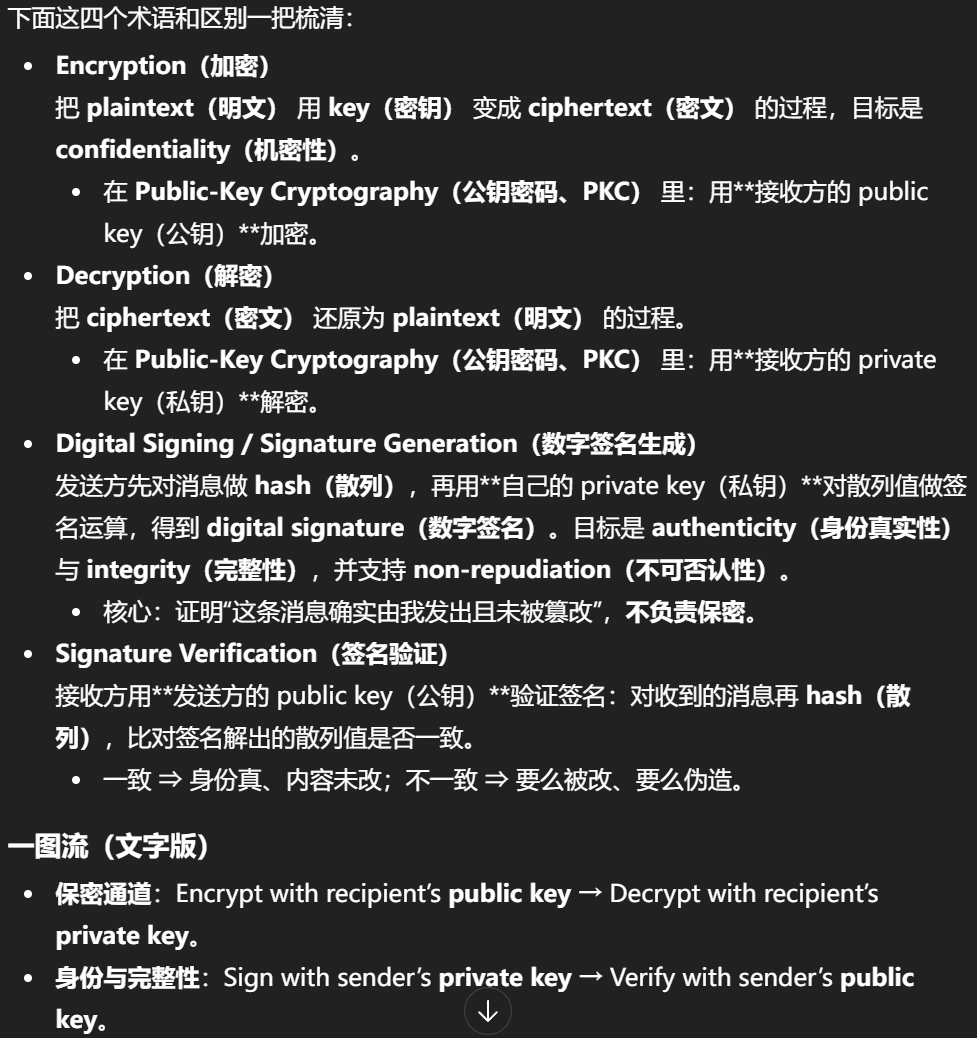 下面这四个术语和区别一把梳清：
• Encryption（加密）
把 plaintext（明文） 用 key（密钥） 变成 ciphertext（密文） 的过程，目标是
confidentiality（机密性）。
• 在 Public-Key Cryptography（公钥密码、PKC） 里：用**接收方的 public
key（公钥）**加密。
• Decryption（解密）
把 ciphertext（密文） 还原为 plaintext（明文） 的过程。
• 在 Public-Key Cryptography（公钥密码、PKC） 里：用**接收方的 private
key（私钥）**解密。
• Digital Signing / Signature Generation（数字签名生成）
发送方先对消息做 hash（散列），再用**自己的 private key（私钥）**对散列值做签
名运算，得到 digital signature（数字签名）。目标是 authenticity（身份真实性）
与 integrity（完整性），并支持 non-repudiation（不可否认性）。
• 核心：证明“这条消息确实由我发出且未被篡改”，不负责保密。
• Signature Verification（签名验证）
接收方用**发送方的 public key（公钥）**验证签名：对收到的消息再 hash（散
列），比对签名解出的散列值是否一致。
• 一致 ⇒ 身份真、内容未改；不一致 ⇒ 要么被改、要么伪造。
一图流（文字版）
• 保密通道：Encrypt with recipient’s public key → Decrypt with recipient’s
private key。
• 身份与完整性：Sign with sender’s private key → Verify with sender’s public
key。